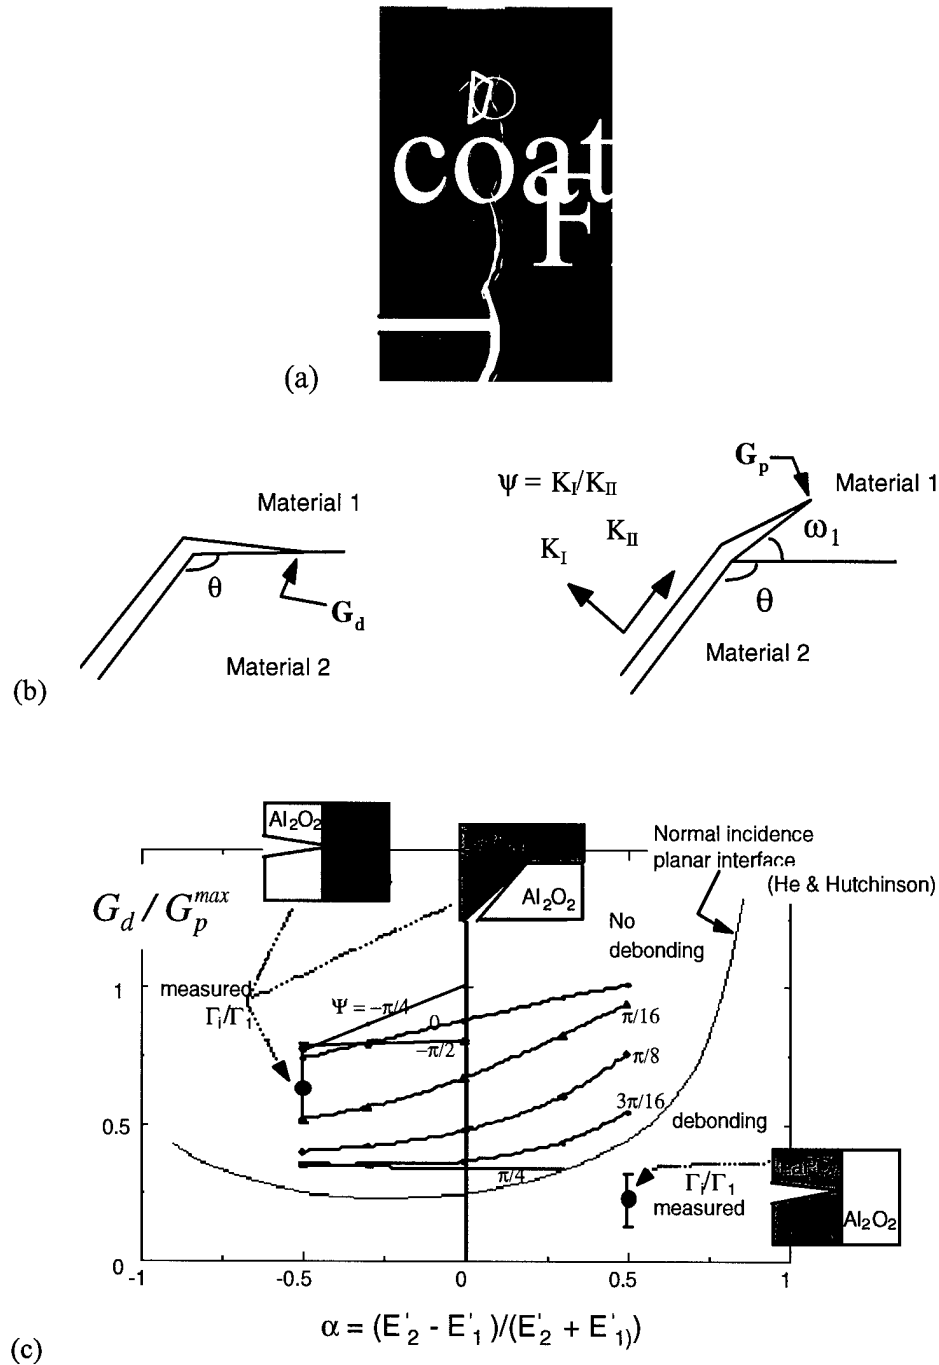 coat
F
(a)
Material 1
θ
G_d
Material 2
ψ = K_I/K_II
K_I
K_II
G_p
Material 1
ω_1
θ
Material 2
(b)
Al₂O₂
Al₂O₂
Normal incidence
planar interface
(He & Hutchinson)
G_d / G_p^max
No
debonding
measured
Γ_i/Γ_1
Ψ = −π/4
0
−π/2
π/16
π/8
3π/16
π/4
debonding
Γ_i/Γ_1
measured
Al₂O₂
1
0.5
0
-1
-0.5
0
0.5
1
α = (E'_2 - E'_1 )/(E'_2 + E'_1))
(c)